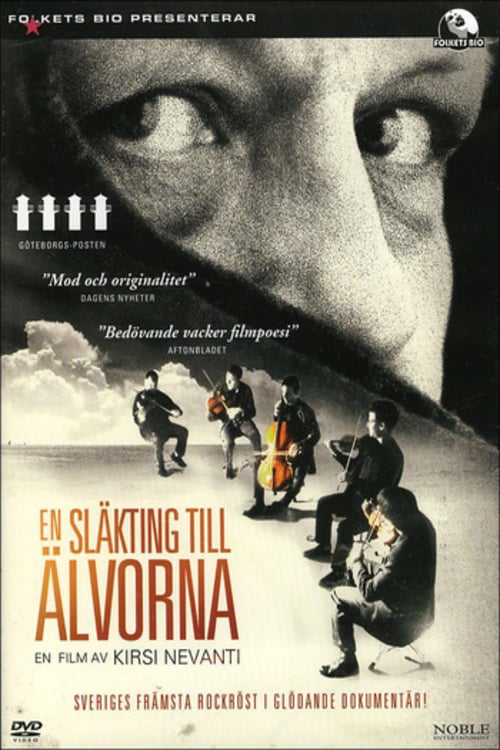 FOLKETS BIO PRESENTERAR
FOLKETS BIO
GÖTEBORGS-POSTEN
"Mod och originalitet"
DAGENS NYHETER
"Bedövande vacker filmpoesi"
AFTONBLADET
EN SLÄKTING TILL
ÄLVORNA
EN FILM AV KIRSI NEVANTI
SVERIGES FRÄMSTA ROCKRÖST I GLÖDANDE DOKUMENTÄR!
DVD
VIDEO
NOBLE
ENTERTAINMENT